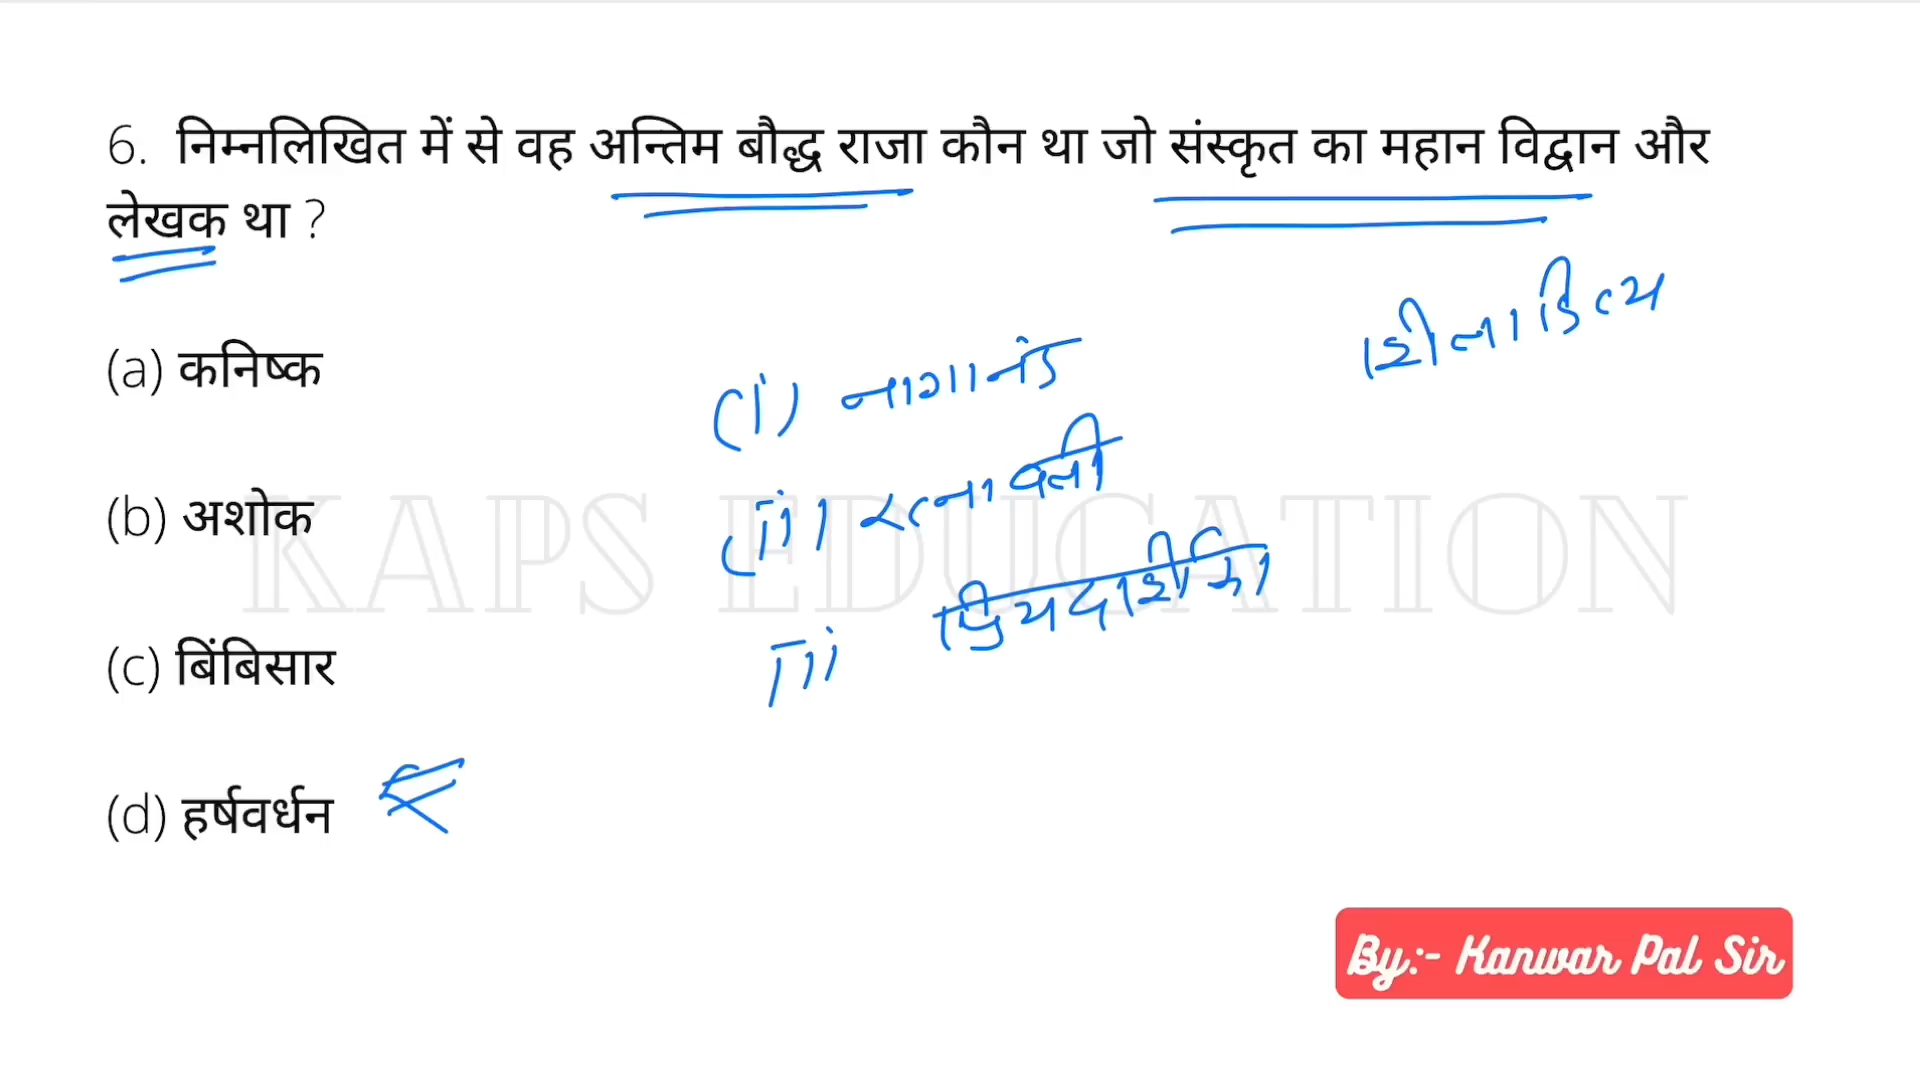 6. निम्नलिखित में से वह अन्तिम बौद्ध राजा कौन था जो संस्कृत का महान विद्वान और
लेखक था ?
शीलादित्य
(a) कनिष्क
(i) नागानंद
(b) अशोक
(ii) रत्नावली
KAPS EDUCATION
iii प्रियदर्शिका
(c) बिंबिसार
(d) हर्षवर्धन
By:- Kanwar Pal Sir